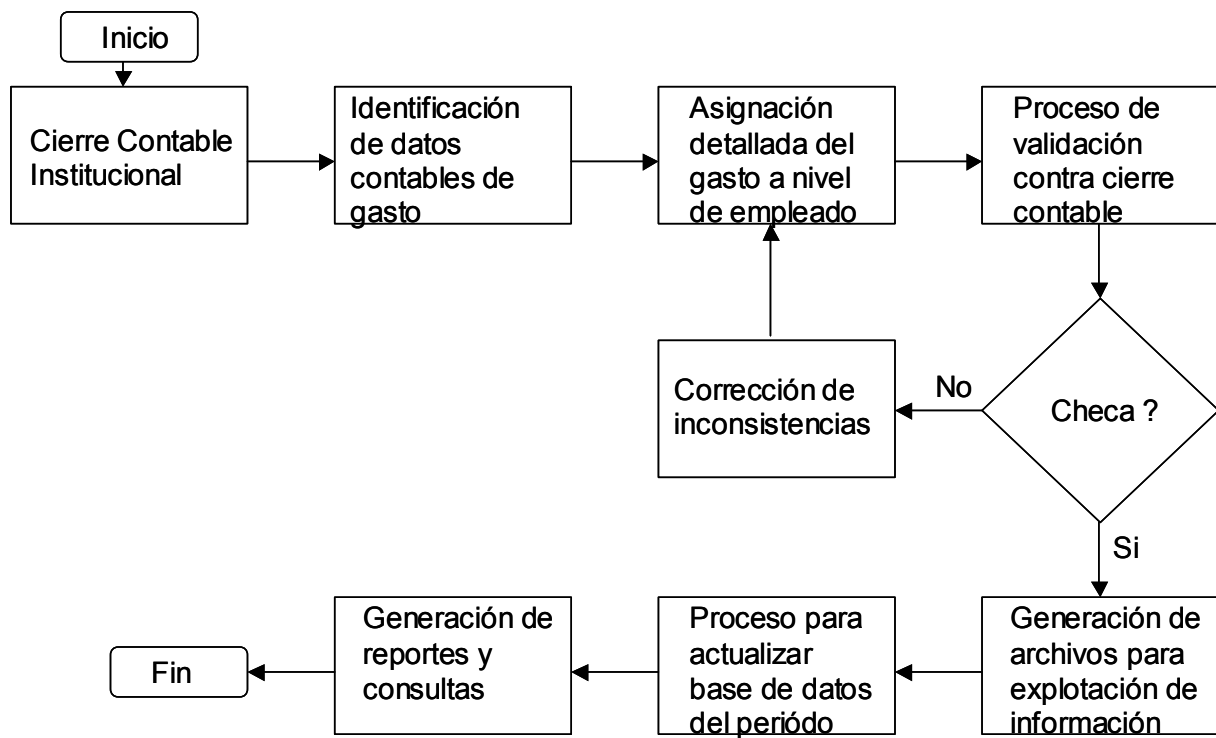 Inicio
Cierre Contable
Institucional
Identificación
de datos
contables de
gasto
Asignación
detallada del
gasto a nivel
de empleado
Proceso de
validación
contra cierre
contable
Corrección de
inconsistencias
No
Checa ?
Si
Generación de
archivos para
explotación de
información
Proceso para
actualizar
base de datos
del periódo
Generación de
reportes y
consultas
Fin